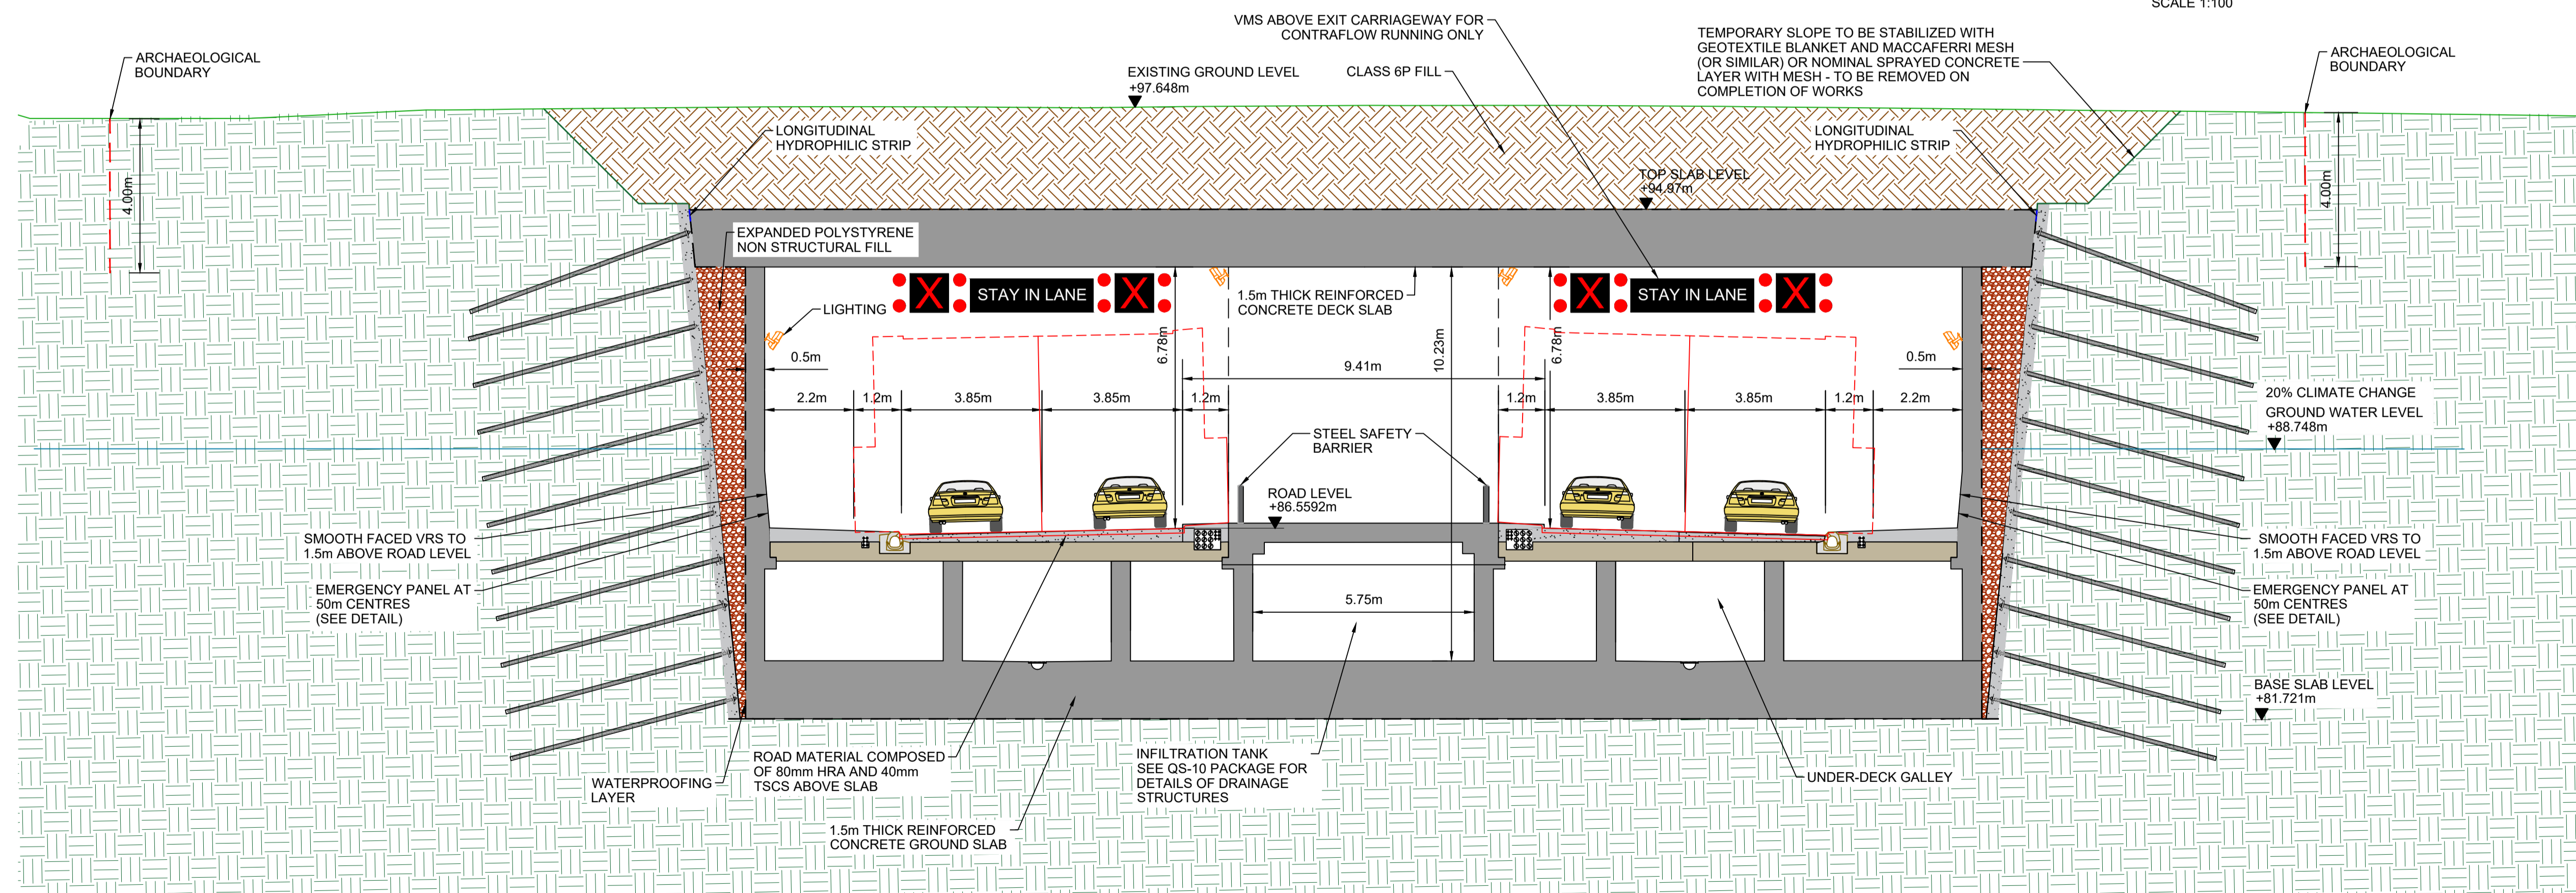 SCALE 1:100
VMS ABOVE EXIT CARRIAGEWAY FOR
CONTRAFLOW RUNNING ONLY
TEMPORARY SLOPE TO BE STABILIZED WITH
GEOTEXTILE BLANKET AND MACCAFERRI MESH
(OR SIMILAR) OR NOMINAL SPRAYED CONCRETE
LAYER WITH MESH - TO BE REMOVED ON
COMPLETION OF WORKS
ARCHAEOLOGICAL
BOUNDARY
ARCHAEOLOGICAL
BOUNDARY
EXISTING GROUND LEVEL
+97.648m
CLASS 6P FILL
LONGITUDINAL
HYDROPHILIC STRIP
LONGITUDINAL
HYDROPHILIC STRIP
4.00m
4.00m
TOP SLAB LEVEL
+94.97m
EXPANDED POLYSTYRENE
NON STRUCTURAL FILL
X
STAY IN LANE
X
X
STAY IN LANE
X
1.5m THICK REINFORCED
CONCRETE DECK SLAB
LIGHTING
6.78m
10.23m
6.78m
0.5m
0.5m
9.41m
2.2m
1.2m
3.85m
3.85m
1.2m
1.2m
3.85m
3.85m
1.2m
2.2m
20% CLIMATE CHANGE
GROUND WATER LEVEL
+88.748m
STEEL SAFETY
BARRIER
ROAD LEVEL
+86.5592m
SMOOTH FACED VRS TO
1.5m ABOVE ROAD LEVEL
SMOOTH FACED VRS TO
1.5m ABOVE ROAD LEVEL
EMERGENCY PANEL AT
50m CENTRES
(SEE DETAIL)
EMERGENCY PANEL AT
50m CENTRES
(SEE DETAIL)
5.75m
BASE SLAB LEVEL
+81.721m
WATERPROOFING
LAYER
ROAD MATERIAL COMPOSED
OF 80mm HRA AND 40mm
TSCS ABOVE SLAB
INFILTRATION TANK
SEE QS-10 PACKAGE FOR
DETAILS OF DRAINAGE
STRUCTURES
UNDER-DECK GALLEY
1.5m THICK REINFORCED
CONCRETE GROUND SLAB